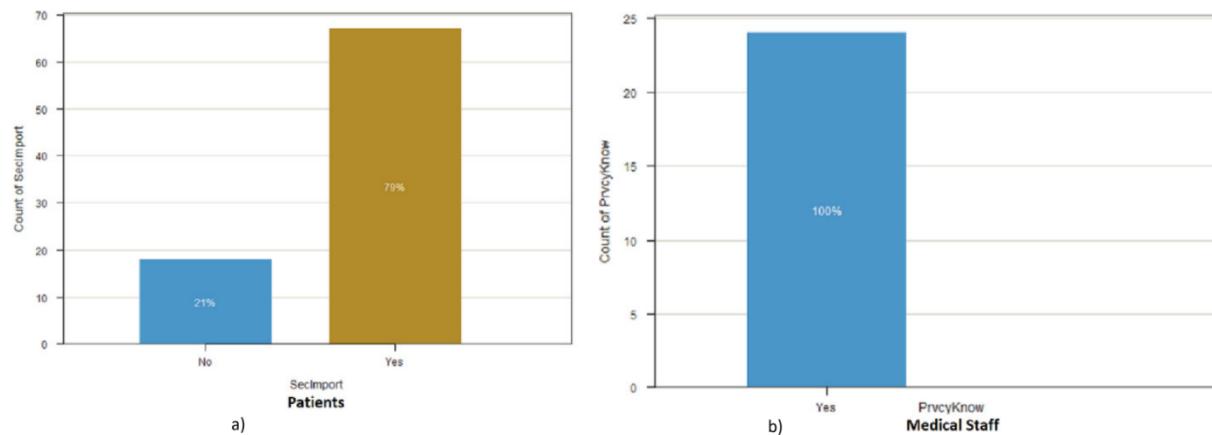 70
60
50
40
30
20
10
0
Count of SecImport
21%
79%
No Yes
SecImport
Patients
a)
25
20
15
10
5
0
Count of PrvcyKnow
100%
Yes PrvcyKnow
Medical Staff
b)